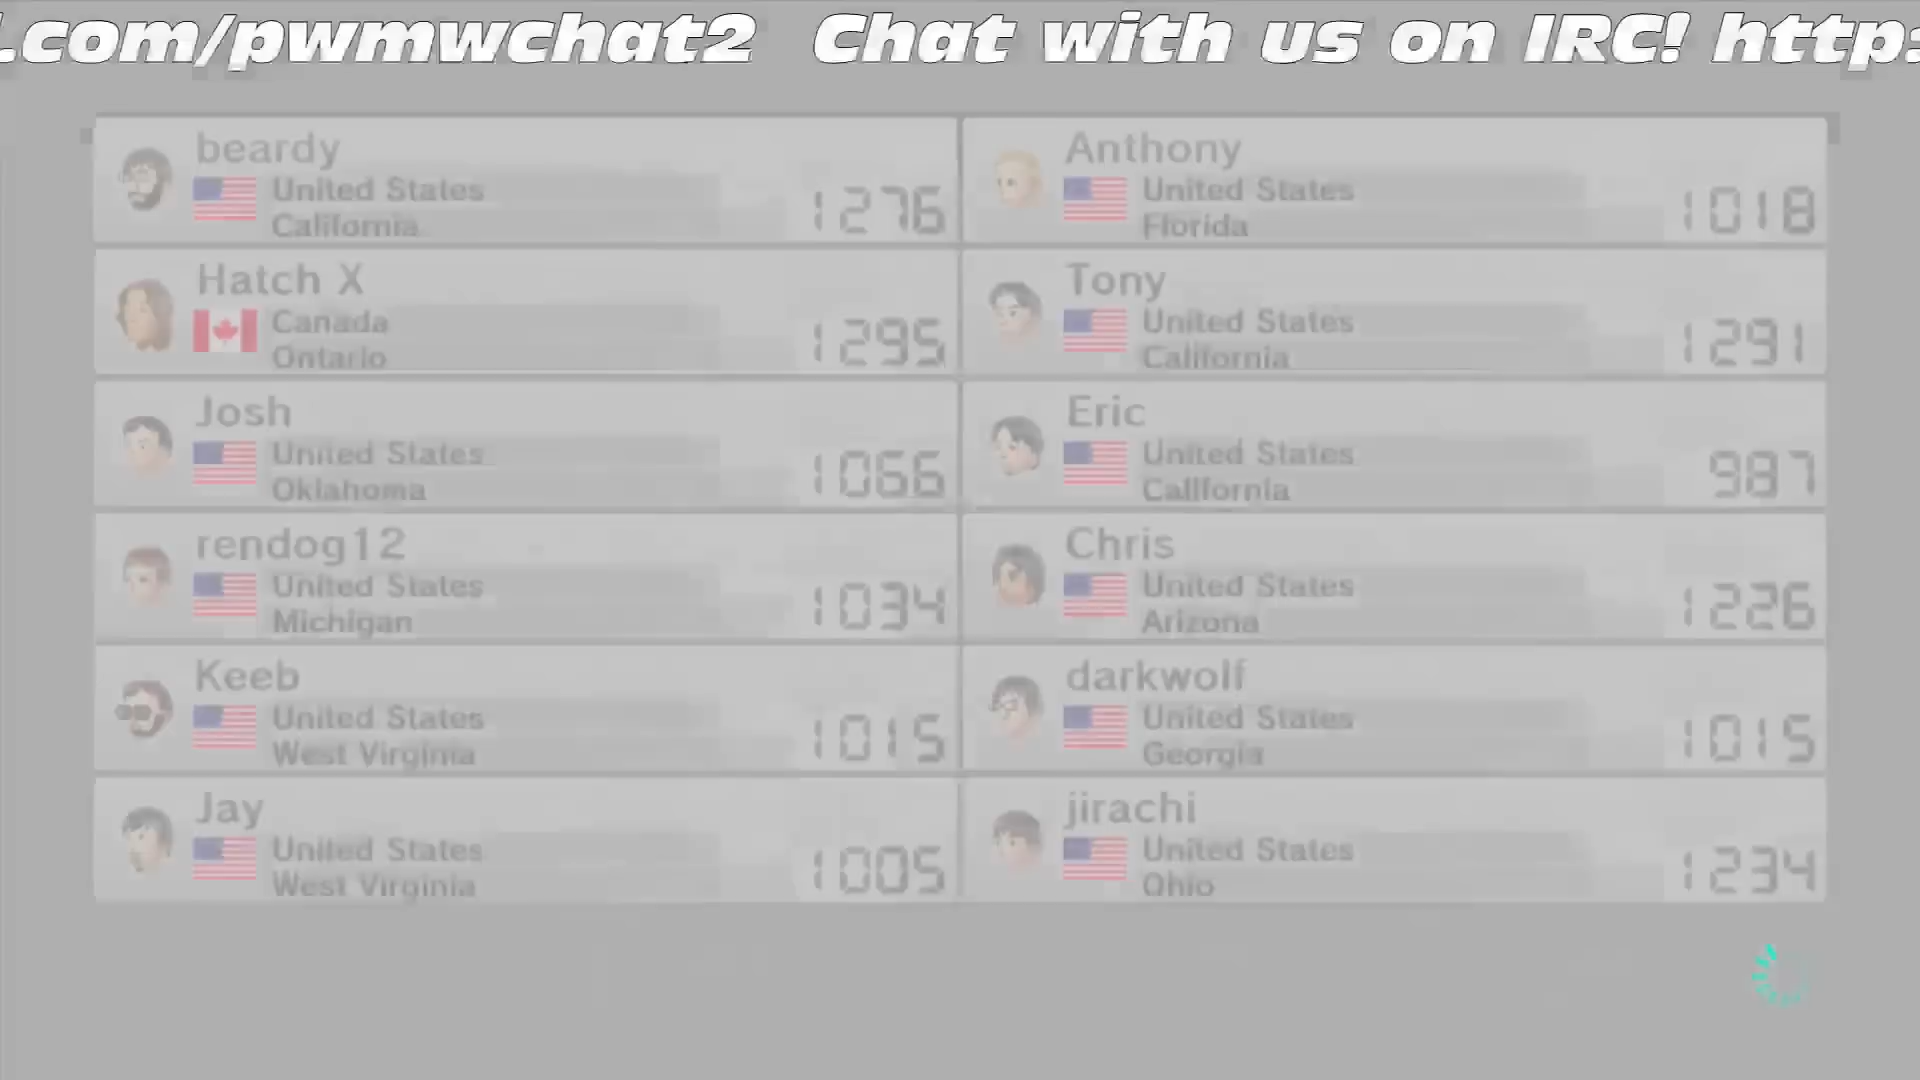 .com/pwmwchat2 Chat with us on IRC! http:
beardy
United States
California
1276
Anthony
United States
Florida
1018
Hatch X
Canada
Ontario
1295
Tony
United States
California
1291
Josh
United States
Oklahoma
1066
Eric
United States
California
987
rendog12
United States
Michigan
1034
Chris
United States
Arizona
1226
Keeb
United States
West Virginia
1015
darkwolf
United States
Georgia
1015
Jay
United States
West Virginia
1005
jirachi
United States
Ohio
1234